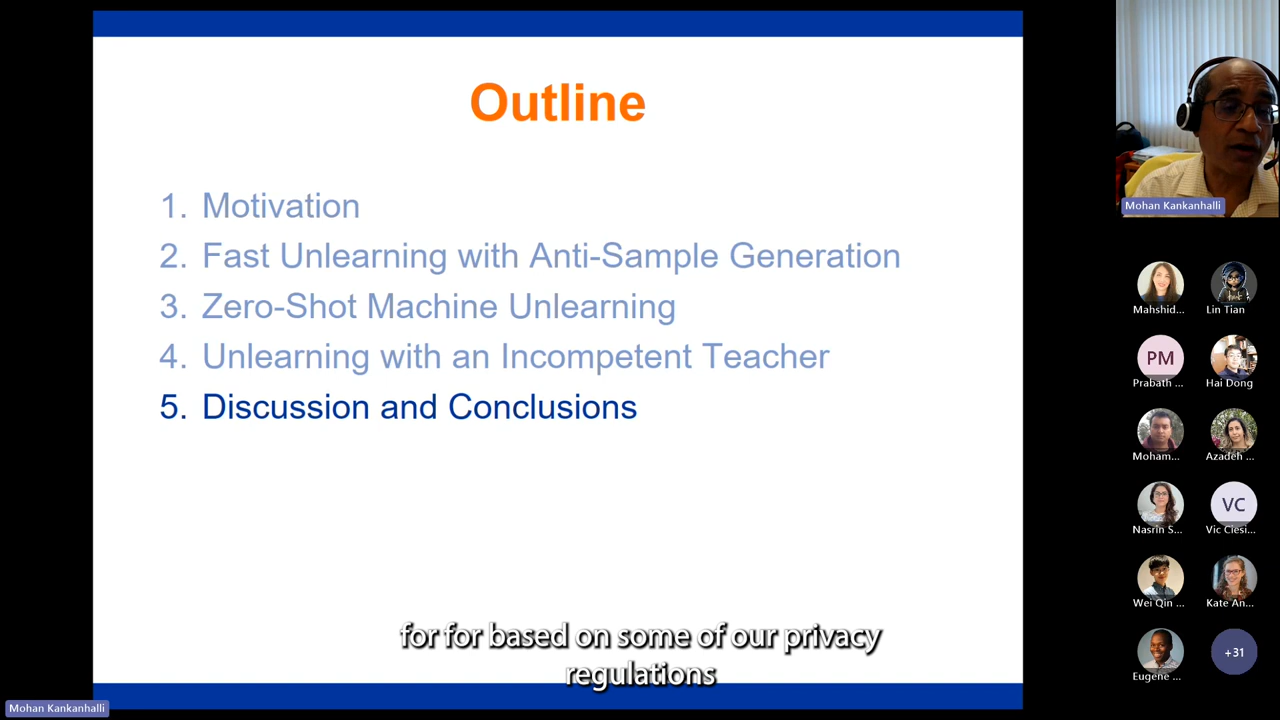 Outline
1. Motivation
2. Fast Unlearning with Anti-Sample Generation
3. Zero-Shot Machine Unlearning
4. Unlearning with an Incompetent Teacher
5. Discussion and Conclusions
for for based on some of our privacy
regulations
Mohan Kankanhalli
Mohan Kankanhalli
Mahshid...
Lin Tian
PM
Prabath ...
Hai Dong
Moham...
Azadeh ...
Nasrin S...
VC
Vic Ciesi...
Wei Qin ...
Kate An...
Eugene ...
+31